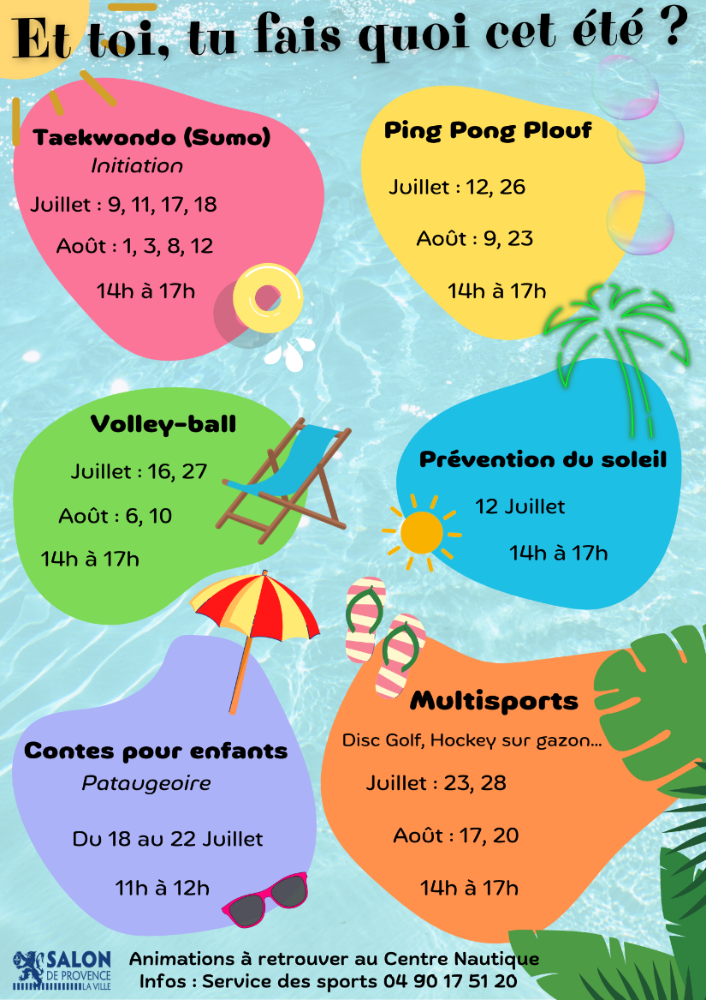 Et toi, tu fais quoi cet été ?
Taekwondo (Sumo)
Initiation
Juillet : 9, 11, 17, 18
Août : 1, 3, 8, 12
14h à 17h
Ping Pong Plouf
Juillet : 12, 26
Août : 9, 23
14h à 17h
Volley-ball
Juillet : 16, 27
Août : 6, 10
14h à 17h
Prévention du soleil
12 Juillet
14h à 17h
Contes pour enfants
Pataugeoire
Du 18 au 22 Juillet
11h à 12h
Multisports
Disc Golf, Hockey sur gazon...
Juillet : 23, 28
Août : 17, 20
14h à 17h
SALON
DE PROVENCE
LA VILLE
Animations à retrouver au Centre Nautique
Infos : Service des sports 04 90 17 51 20